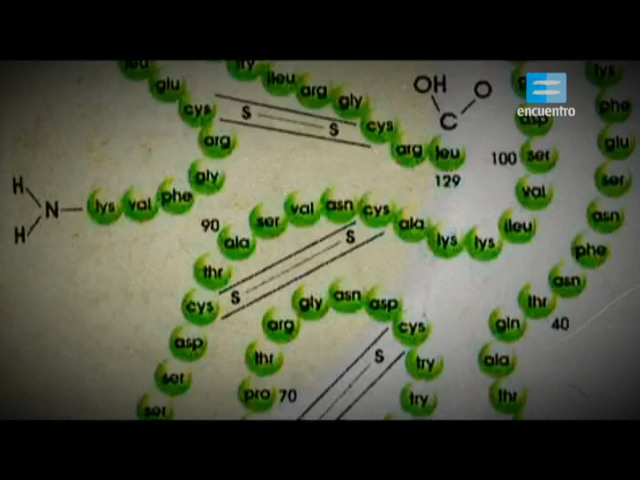 encuentro
leu
glu
cys
arg
gly
phe
val
lys
N
H
H
try
ileu
arg
gly
cys
arg
leu
129
S
S
OH
O
C
asp
100
ser
val
ileu
lys
lys
ala
cys
asn
val
ser
ala
90
thr
cys
asp
ser
ser
S
S
pro
70
thr
arg
gly
asn
asp
cys
try
try
S
lys
phe
glu
ser
asn
phe
asn
thr
40
gln
ala
thr